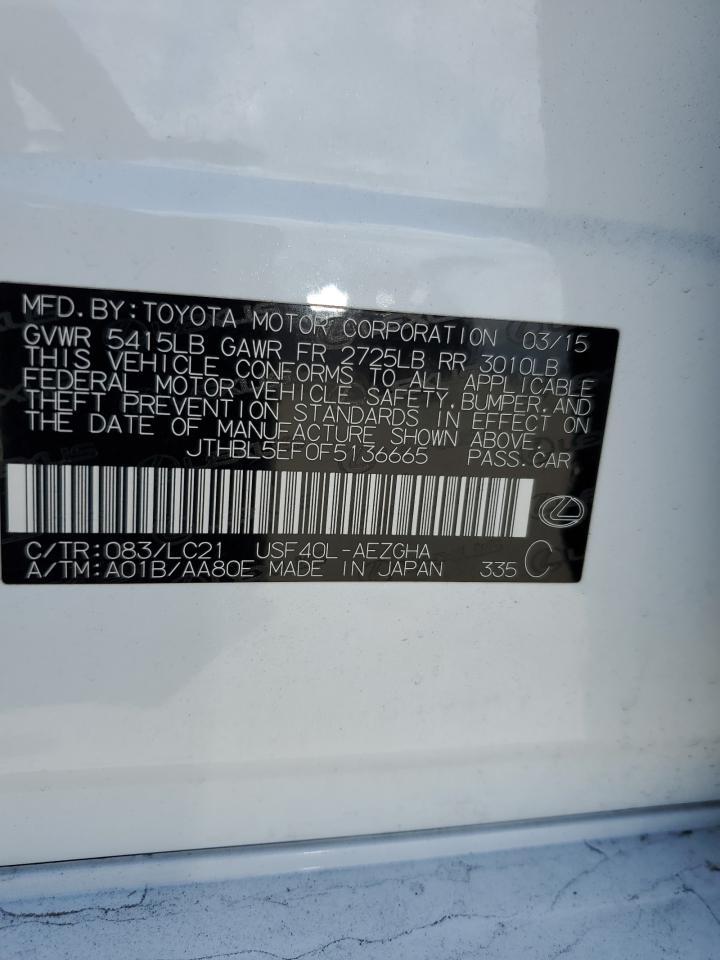 MFD.BY:TOYOTA MOTOR CORPORATION 03/15
GVWR 5415LB GAWR FR 2725LB RR 3010LB
THIS VEHICLE CONFORMS TO ALL APPLICABLE
FEDERAL MOTOR VEHICLE SAFETY,BUMPER,AND
THEFT PREVENTION STANDARDS IN EFFECT ON
THE DATE OF MANUFACTURE SHOWN ABOVE.
JTHBL5EF0F5136665 PASS.CAR
C/TR:083/LC21 USF40L-AEZGHA
A/TM:A01B/AA80E MADE IN JAPAN 335 C